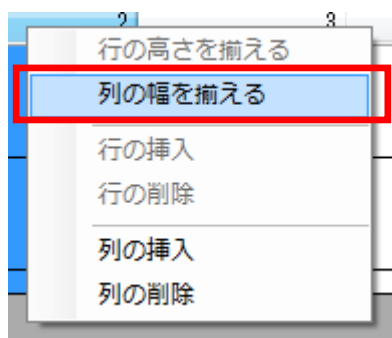 2 3
行の高さを揃える
列の幅を揃える
行の挿入
行の削除
列の挿入
列の削除